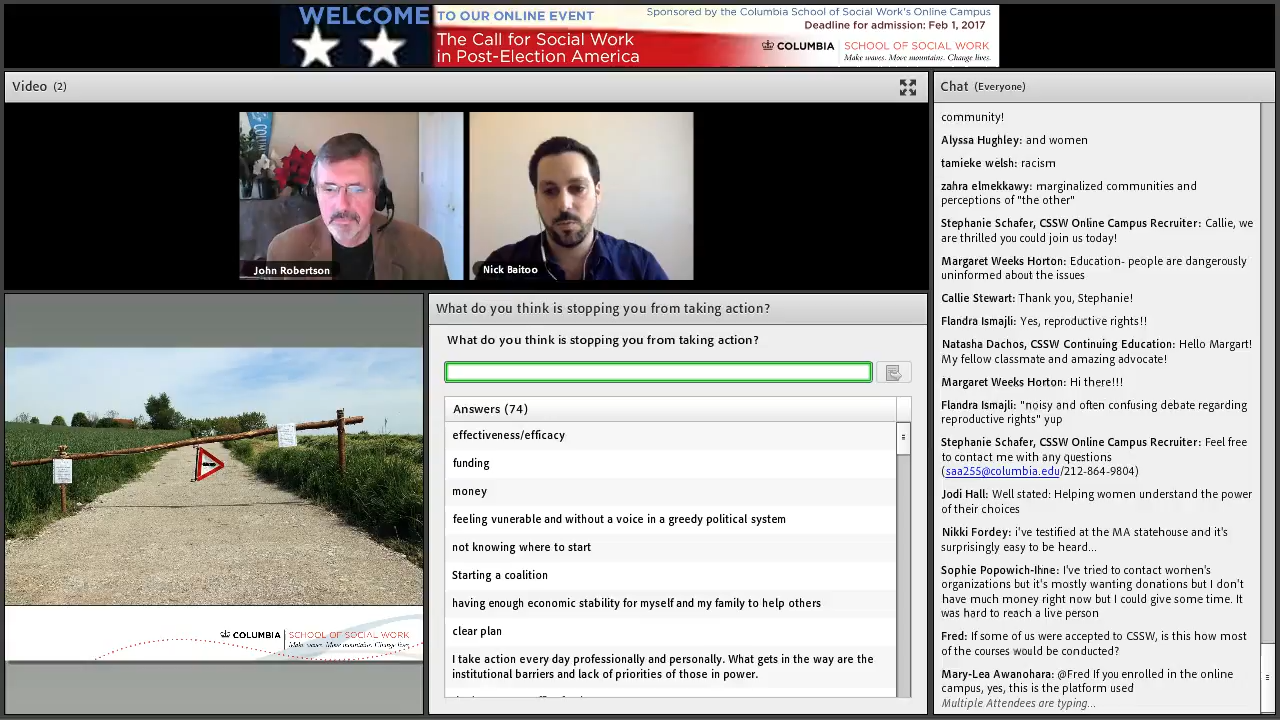 WELCOME TO OUR ONLINE EVENT
The Call for Social Work
in Post-Election America
Sponsored by the Columbia School of Social Work's Online Campus
Deadline for admission: Feb 1, 2017
COLUMBIA SCHOOL OF SOCIAL WORK
Make waves. Move mountains. Change lives.
Video (2)
John Robertson
Nick Baitoo
COLUMBIA SCHOOL OF SOCIAL WORK
Make waves. Move mountains. Change lives.
What do you think is stopping you from taking action?
What do you think is stopping you from taking action?
Answers (74)
effectiveness/efficacy
funding
money
feeling vunerable and without a voice in a greedy political system
not knowing where to start
Starting a coalition
having enough economic stability for myself and my family to help others
clear plan
I take action every day professionally and personally. What gets in the way are the
institutional barriers and lack of priorities of those in power.
Chat (Everyone)
community!
Alyssa Hughley: and women
tamieke welsh: racism
zahra elmekkawy: marginalized communities and
perceptions of "the other"
Stephanie Schafer, CSSW Online Campus Recruiter: Callie, we
are thrilled you could join us today!
Margaret Weeks Horton: Education- people are dangerously
uninformed about the issues
Callie Stewart: Thank you, Stephanie!
Flandra Ismajli: Yes, reproductive rights!!
Natasha Dachos, CSSW Continuing Education: Hello Margart!
My fellow classmate and amazing advocate!
Margaret Weeks Horton: Hi there!!!
Flandra Ismajli: "noisy and often confusing debate regarding
reproductive rights" yup
Stephanie Schafer, CSSW Online Campus Recruiter: Feel free
to contact me with any questions
(saa255@columbia.edu/212-864-9804)
Jodi Hall: Well stated: Helping women understand the power
of their choices
Nikki Fordey: i've testified at the MA statehouse and it's
surprisingly easy to be heard...
Sophie Popowich-Ihne: I've tried to contact women's
organizations but it's mostly wanting donations but I don't
have much money right now but I could give some time. It
was hard to reach a live person
Fred: If some of us were accepted to CSSW, is this how most
of the courses would be conducted?
Mary-Lea Awanohara: @Fred If you enrolled in the online
campus, yes, this is the platform used
Multiple Attendees are typing...